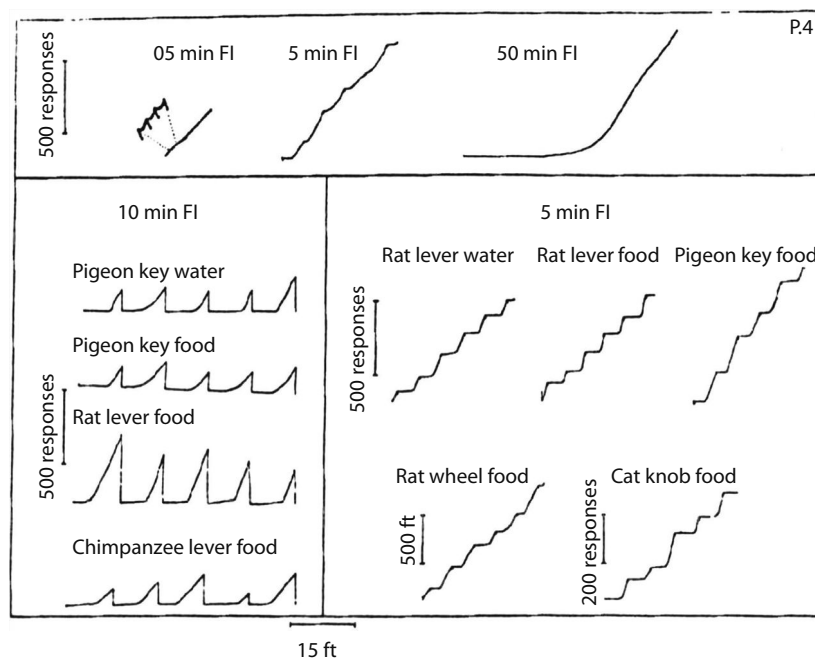 P.4
05 min FI
5 min FI
50 min FI
500 responses
10 min FI
Pigeon key water
Pigeon key food
Rat lever food
500 responses
Chimpanzee lever food
5 min FI
Rat lever water
Rat lever food
Pigeon key food
500 responses
Rat wheel food
500 ft
Cat knob food
200 responses
15 ft